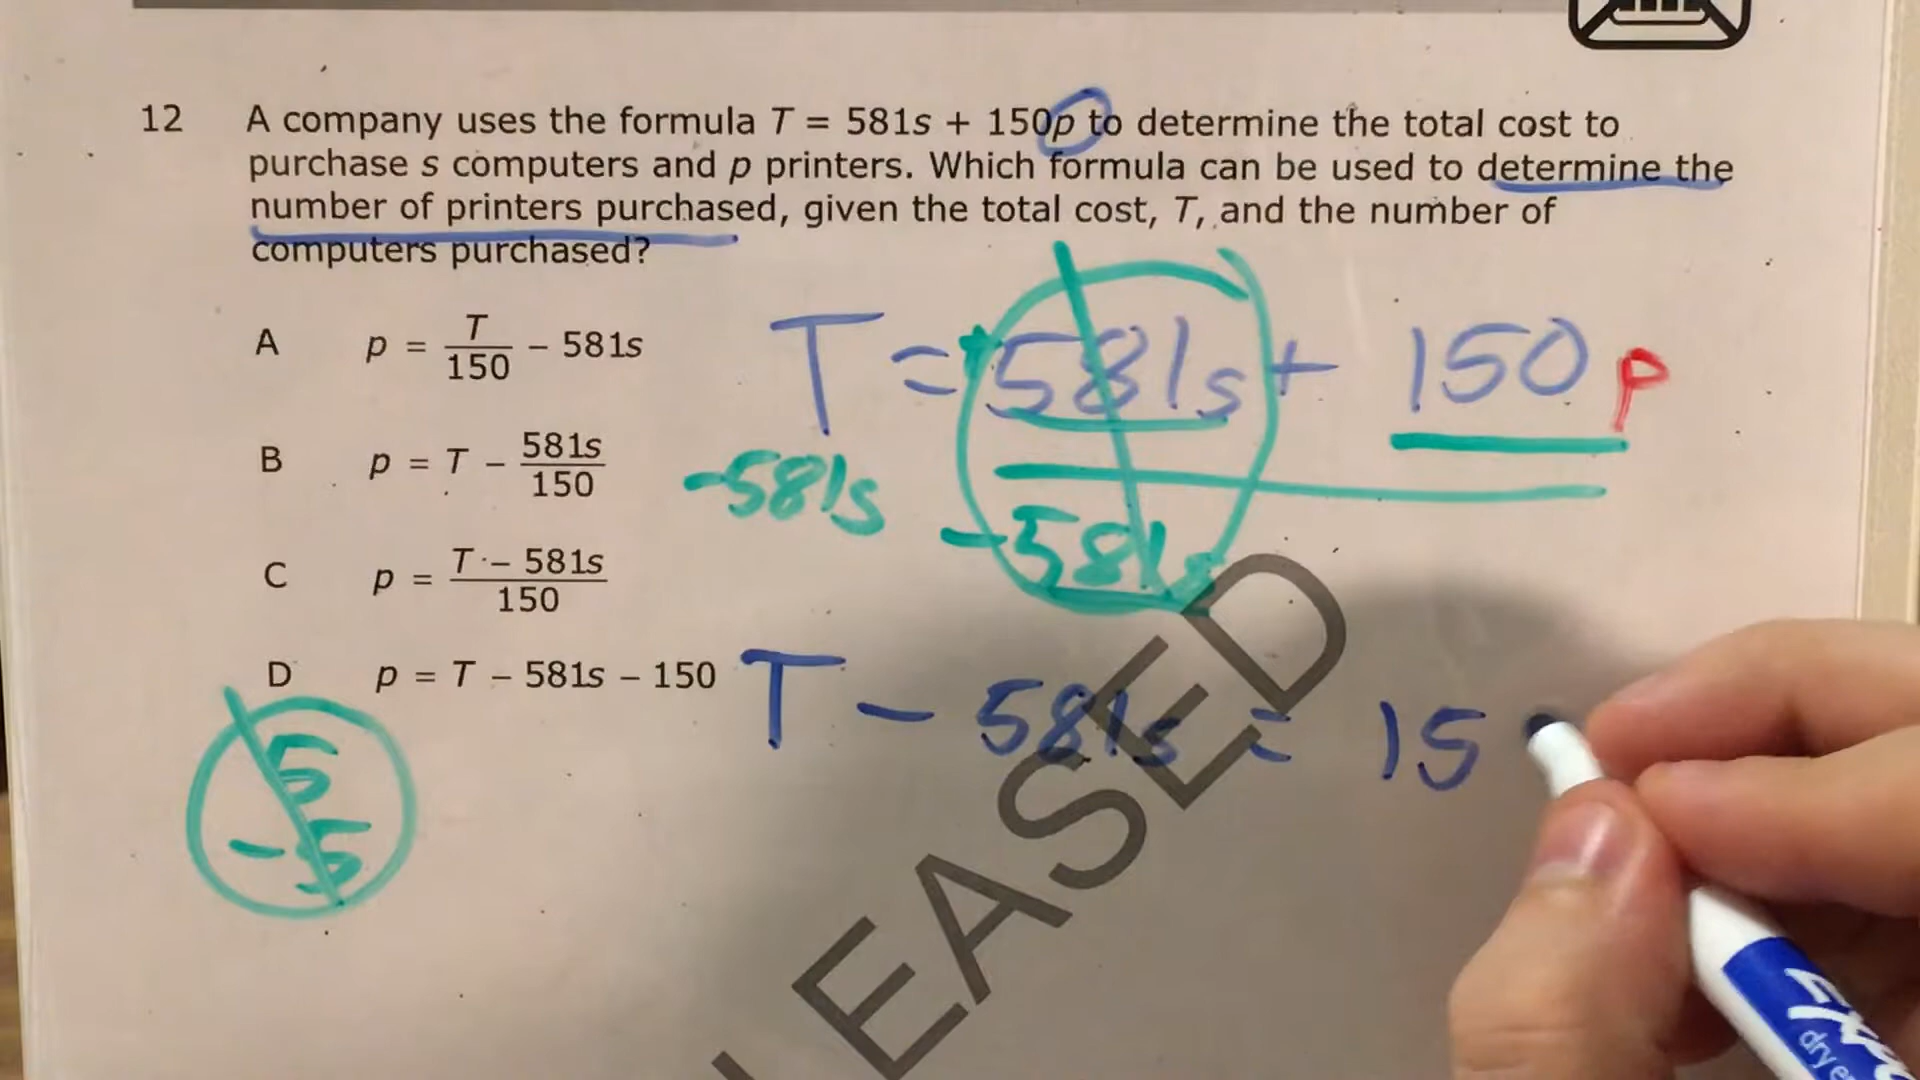 12 A company uses the formula T = 581s + 150p to determine the total cost to
purchase s computers and p printers. Which formula can be used to determine the
number of printers purchased, given the total cost, T, and the number of
computers purchased?
A p = T/150 – 581s
B p = T – 581s/150
C p = T – 581s/150
D p = T – 581s – 150
T = +581s + 150p
-581s -581s
T - 581s = 15
5
-5
EASED
Expo
dry e